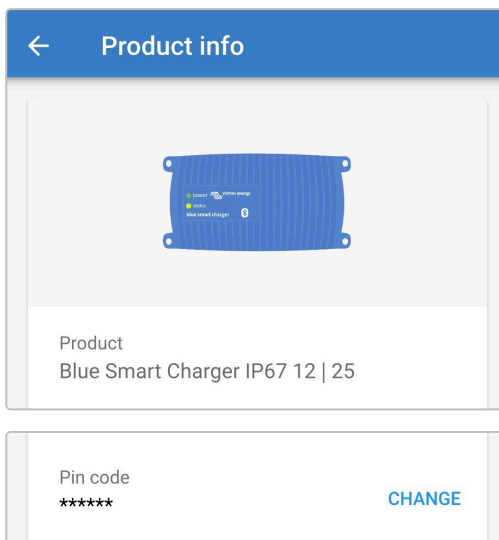 Product info
power victron energy
status
blue smart charger
Product
Blue Smart Charger IP67 12 | 25
Pin code
******
CHANGE